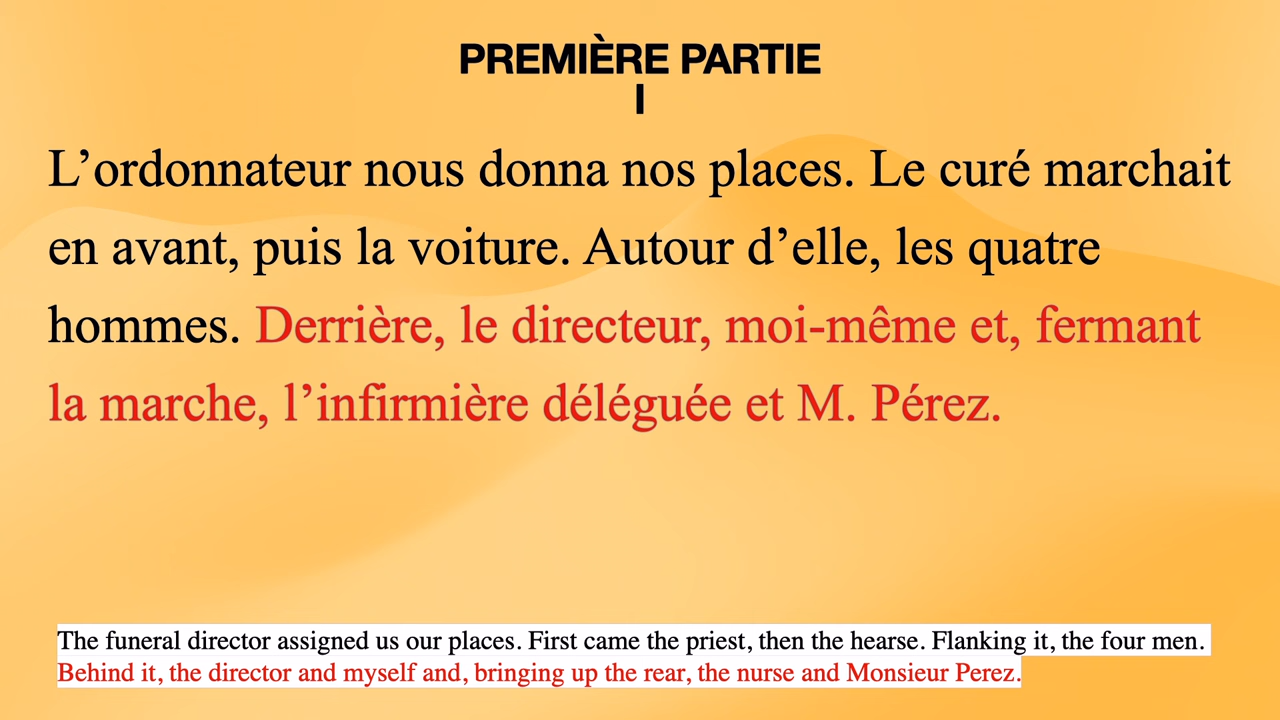 PREMIÈRE PARTIE
I
L’ordonnateur nous donna nos places. Le curé marchait
en avant, puis la voiture. Autour d’elle, les quatre
hommes. Derrière, le directeur, moi-même et, fermant
la marche, l’infirmière déléguée et M. Pérez.
The funeral director assigned us our places. First came the priest, then the hearse. Flanking it, the four men.
Behind it, the director and myself and, bringing up the rear, the nurse and Monsieur Perez.